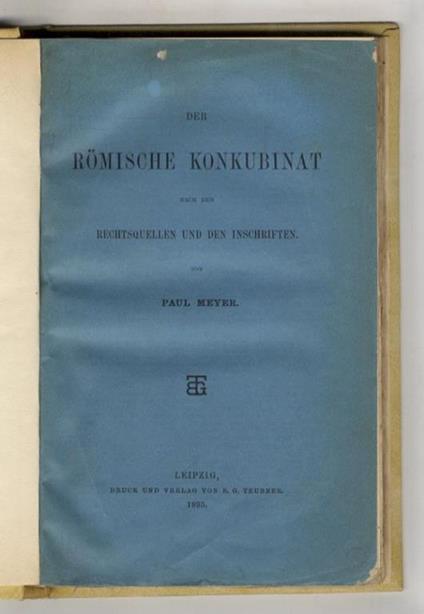 DER
RÖMISCHE KONKUBINAT
NACH DEN
RECHTSQUELLEN UND DEN INSCHRIFTEN.
VON
PAUL MEYER.
BTG
LEIPZIG,
DRUCK UND VERLAG VON B. G. TEUBNER.
1895.